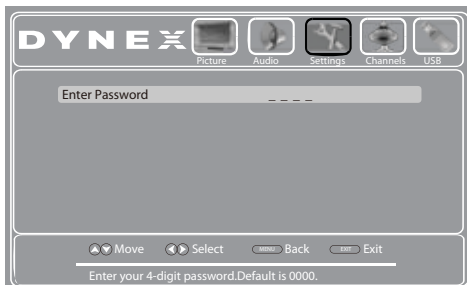 DYNEX
Picture Audio Settings Channels USB
Enter Password _ _ _ _
Move Select MENU Back EXIT Exit
Enter your 4-digit password.Default is 0000.